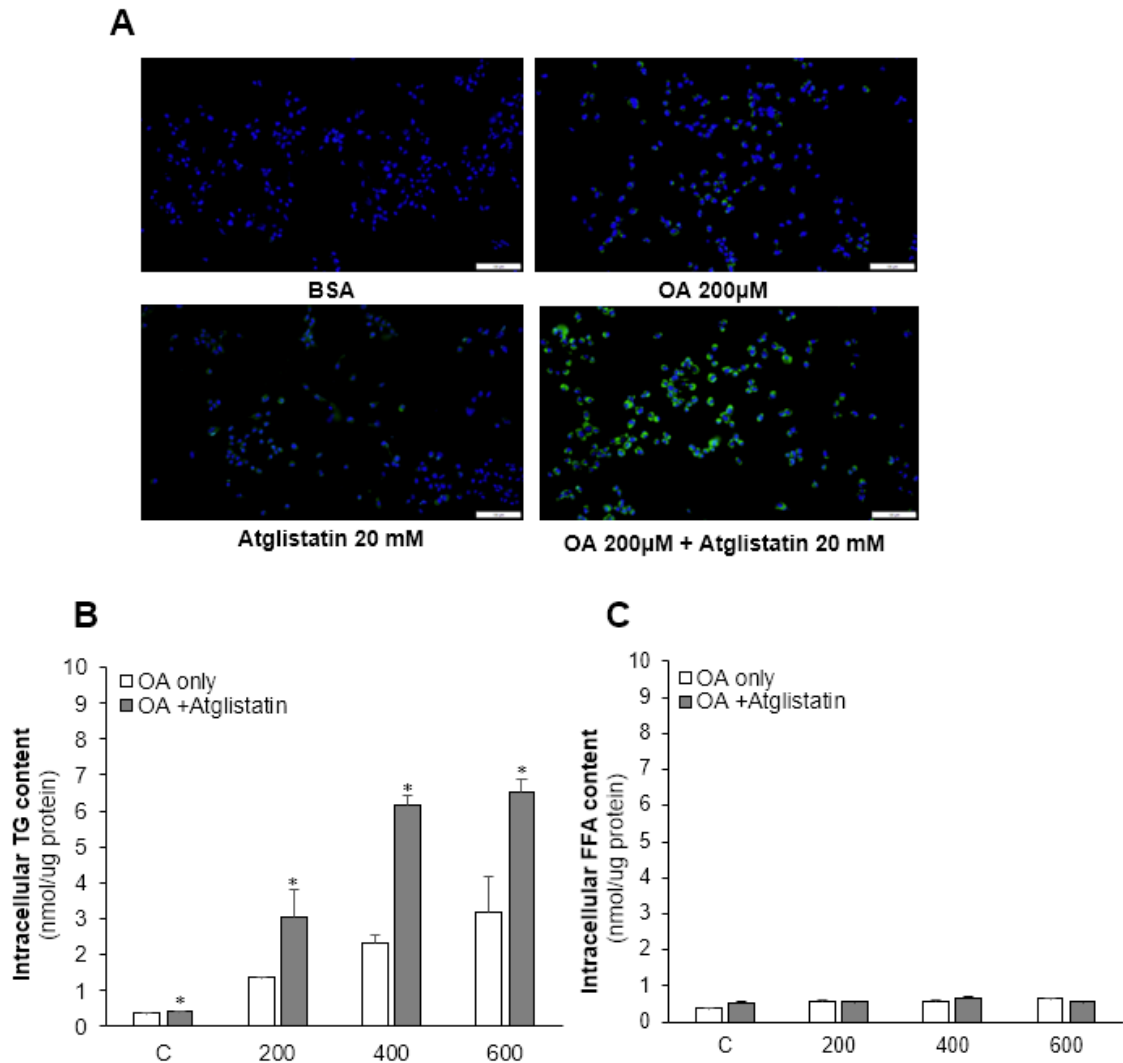 A
BSA
OA 200µM
Atglistatin 20 mM
OA 200µM + Atglistatin 20 mM
B
Intracellular TG content
(nmol/ug protein)
10
9
8
7
6
5
4
3
2
1
0
OA only
OA +Atglistatin
*
*
*
*
C
200
400
600
C
Intracellular FFA content
(nmol/ug protein)
10
9
8
7
6
5
4
3
2
1
0
OA only
OA +Atglistatin
C
200
400
600